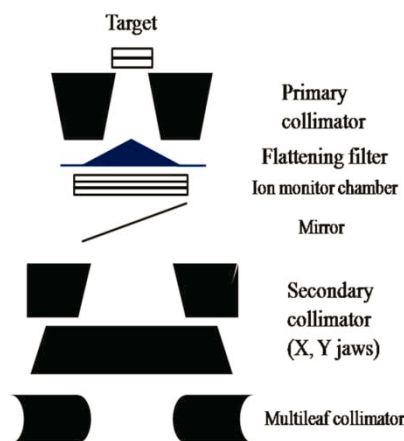 Target
Primary
collimator
Flattening filter
Ion monitor chamber
Mirror
Secondary
collimator
(X, Y jaws)
Multileaf collimator